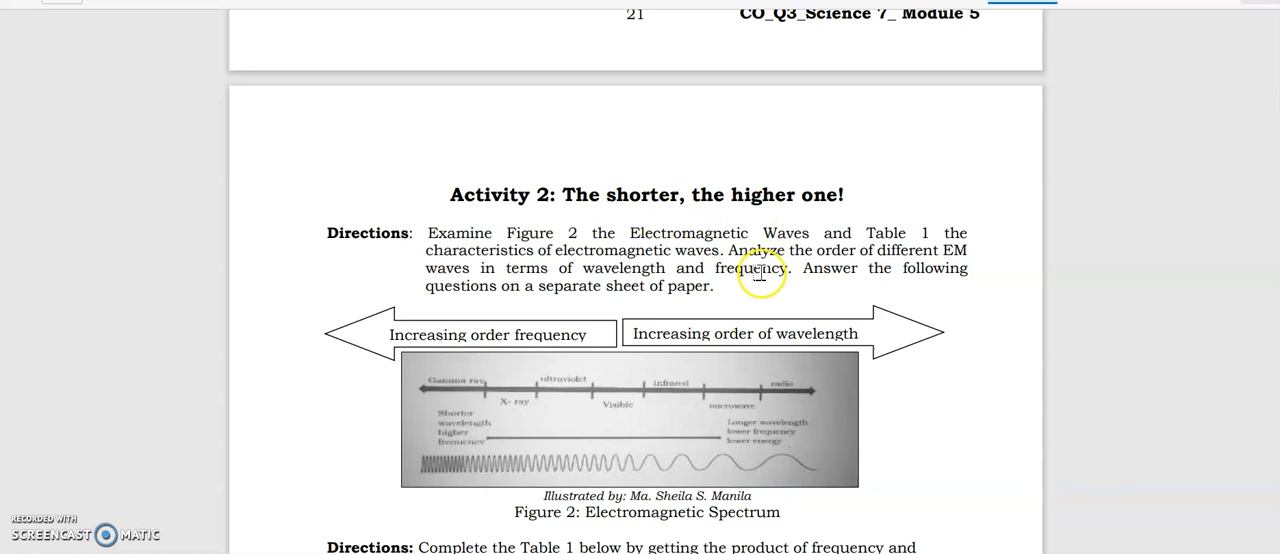 21 CO_Q3_Science 7_ Module 5
Activity 2: The shorter, the higher one!
Directions: Examine Figure 2 the Electromagnetic Waves and Table 1 the
characteristics of electromagnetic waves. Analyze the order of different EM
waves in terms of wavelength and frequency. Answer the following
questions on a separate sheet of paper.
Increasing order frequency Increasing order of wavelength
Gamma ray ultraviolet infrared radio
X- ray Visible microwave
Shorter
wavelength
higher
frequency
Longer wavelength
lower frequency
lower energy
Illustrated by: Ma. Sheila S. Manila
Figure 2: Electromagnetic Spectrum
Directions: Complete the Table 1 below by getting the product of frequency and
RECORDED WITH
SCREENCAST MATIC